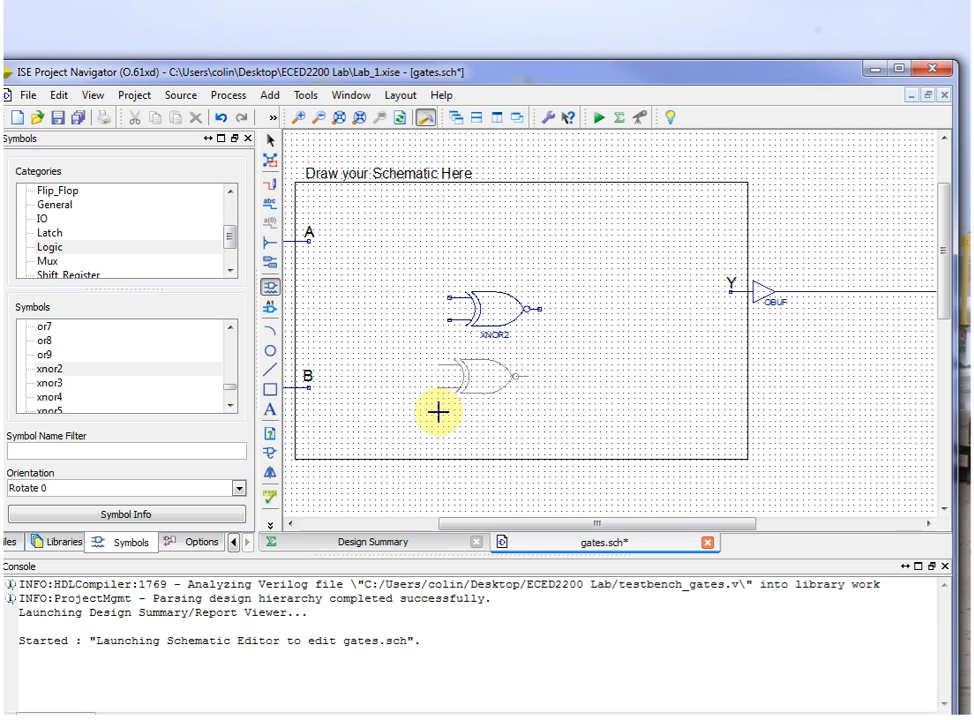 ISE Project Navigator (O.61xd) - C:\Users\colin\Desktop\ECED2200 Lab\Lab_1.xise - [gates.sch*]
File Edit View Project Source Process Add Tools Window Layout Help
Symbols
Categories
Flip_Flop
General
IO
Latch
Logic
Mux
Shift_Register
Symbols
or7
or8
or9
xnor2
xnor3
xnor4
xnor5
Symbol Name Filter
Orientation
Rotate 0
Symbol Info
Draw your Schematic Here
A
Y
OBUF
XNOR2
B
iles Libraries Symbols Options
Design Summary gates.sch*
Console
INFO:HDLCompiler:1769 - Analyzing Verilog file \"C:/Users/colin/Desktop/ECED2200 Lab/testbench_gates.v\" into library work
INFO:ProjectMgmt - Parsing design hierarchy completed successfully.
Launching Design Summary/Report Viewer...
Started : "Launching Schematic Editor to edit gates.sch".